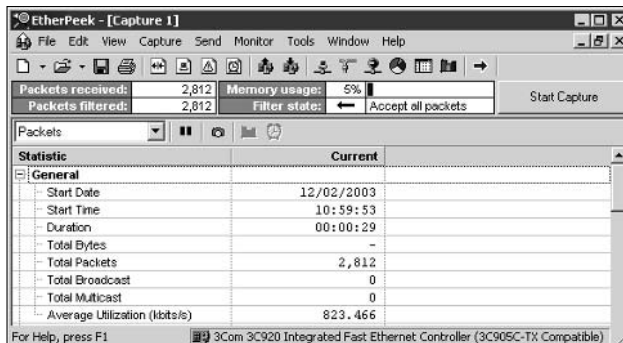 EtherPeek - [Capture 1]
File Edit View Capture Send Monitor Tools Window Help
Packets received: 2,812 Memory usage: 5%
Packets filtered: 2,812 Filter state: Accept all packets
Start Capture
Packets
Statistic Current
General
Start Date 12/02/2003
Start Time 10:59:53
Duration 00:00:29
Total Bytes -
Total Packets 2,812
Total Broadcast 0
Total Multicast 0
Average Utilization (kbits/s) 823.466
For Help, press F1 3Com 3C920 Integrated Fast Ethernet Controller (3C905C-TX Compatible)